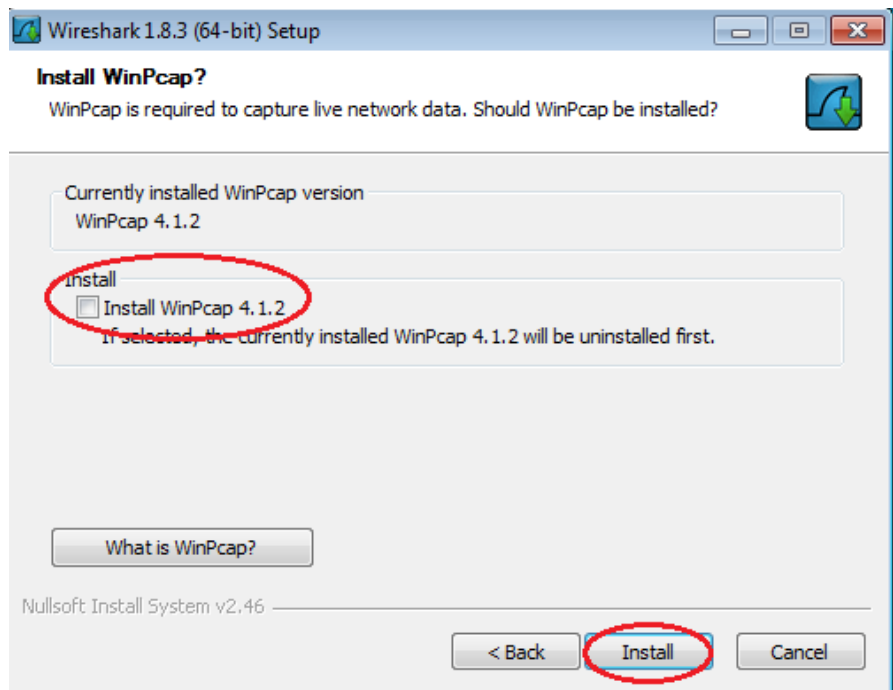 Wireshark 1.8.3 (64-bit) Setup
Install WinPcap?
WinPcap is required to capture live network data. Should WinPcap be installed?
Currently installed WinPcap version
WinPcap 4.1.2
Install
Install WinPcap 4.1.2
If selected, the currently installed WinPcap 4.1.2 will be uninstalled first.
What is WinPcap?
Nullsoft Install System v2.46
< Back Install Cancel